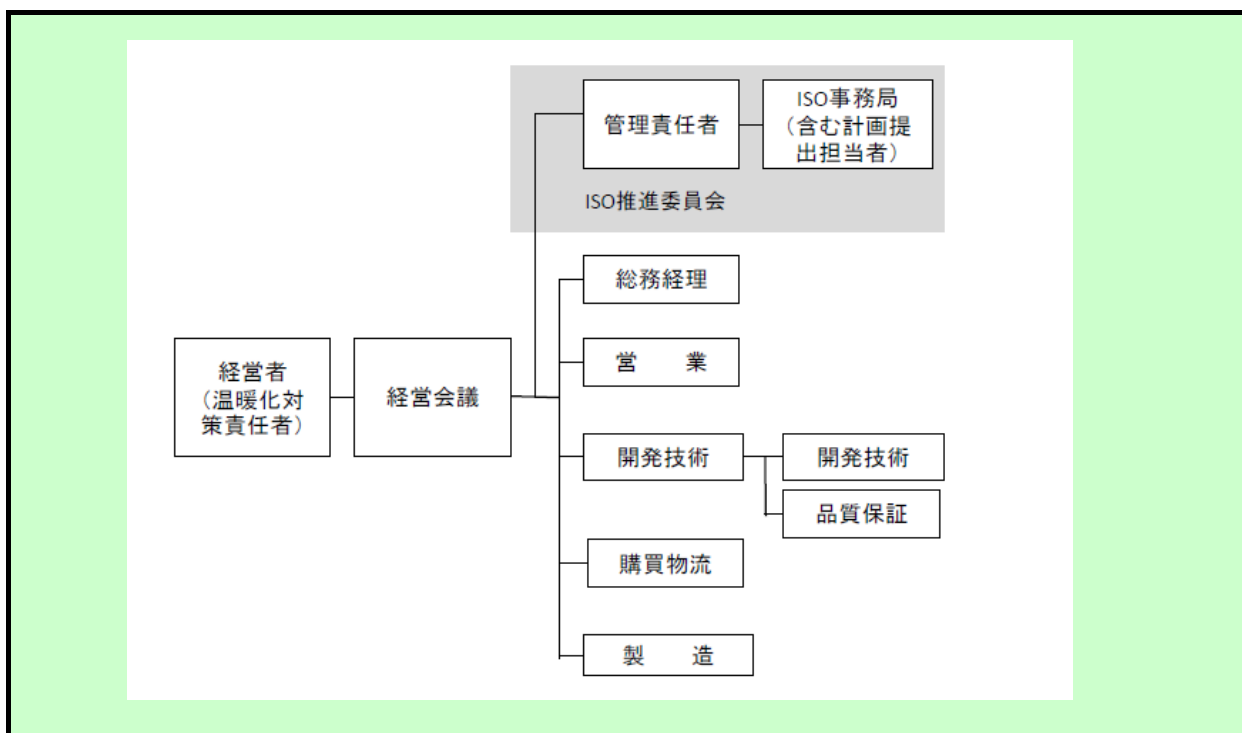 管理責任者
ISO事務局
（含む計画提
出担当者）
ISO推進委員会
総務経理
営　　業
経営者
（温暖化対
策責任者）
経営会議
開発技術
開発技術
品質保証
購買物流
製　　造